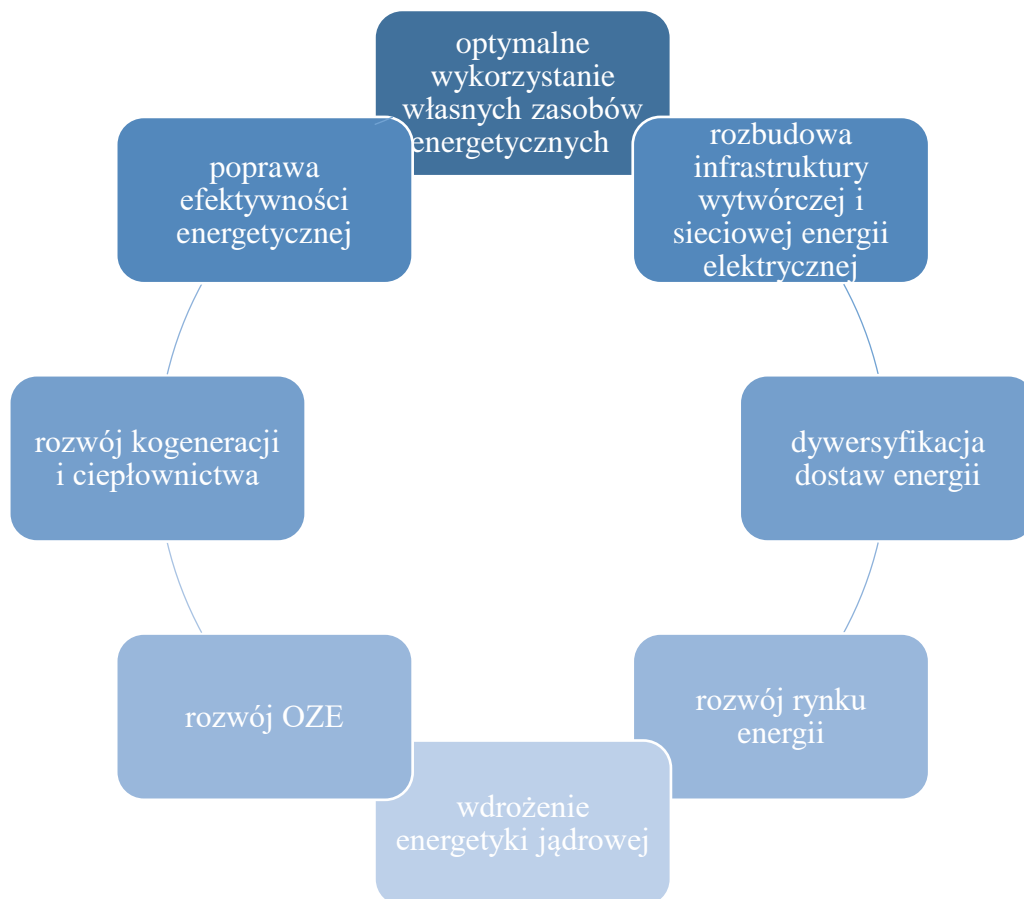 optymalne
wykorzystanie
własnych zasobów
energetycznych
rozbudowa
infrastruktury
wytwórczej i
sieciowej energii
elektrycznej
dywersyfikacja
dostaw energii
rozwój rynku
energii
wdrożenie
energetyki jądrowej
rozwój OZE
rozwój kogeneracji
i ciepłownictwa
poprawa
efektywności
energetycznej